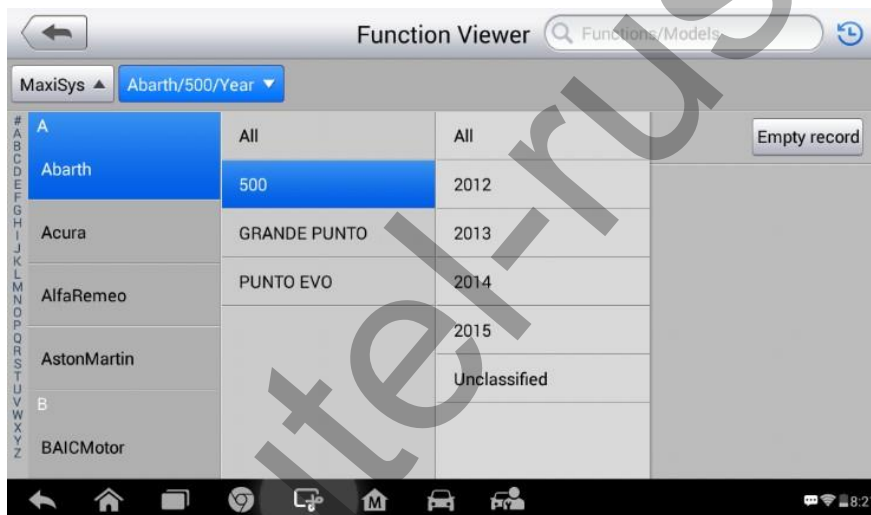 Function Viewer
Functions/Models
MaxiSys ▲
Abarth/500/Year ▼
#
A
B
C
D
E
F
G
H
I
J
K
L
M
N
O
P
Q
R
S
T
U
V
W
X
Y
Z
A
Abarth
Acura
AlfaRemeo
AstonMartin
B
BAICMotor
All
500
GRANDE PUNTO
PUNTO EVO
All
2012
2013
2014
2015
Unclassified
Empty record
M